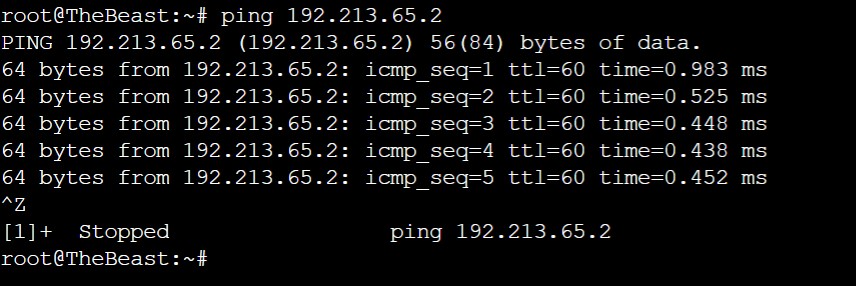 root@TheBeast:~# ping 192.213.65.2
PING 192.213.65.2 (192.213.65.2) 56(84) bytes of data.
64 bytes from 192.213.65.2: icmp_seq=1 ttl=60 time=0.983 ms
64 bytes from 192.213.65.2: icmp_seq=2 ttl=60 time=0.525 ms
64 bytes from 192.213.65.2: icmp_seq=3 ttl=60 time=0.448 ms
64 bytes from 192.213.65.2: icmp_seq=4 ttl=60 time=0.438 ms
64 bytes from 192.213.65.2: icmp_seq=5 ttl=60 time=0.452 ms
^Z
[1]+  Stopped                 ping 192.213.65.2
root@TheBeast:~#